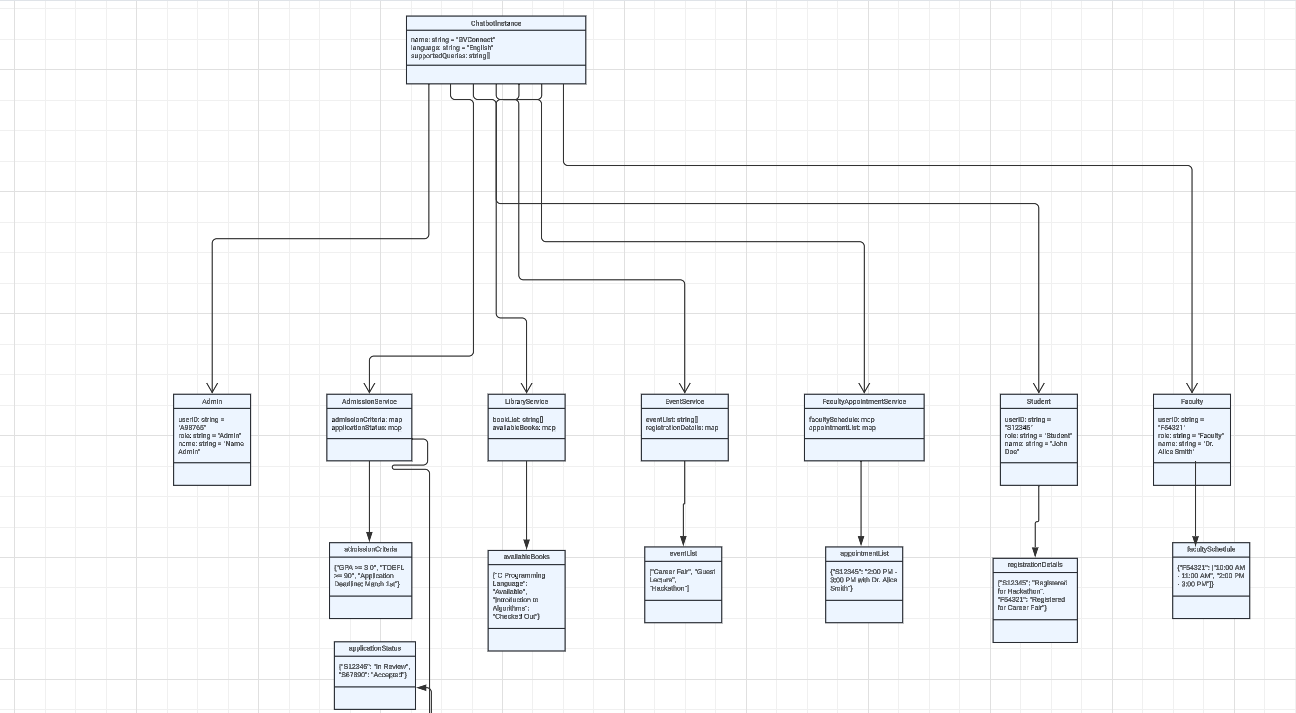 ChatbotInstance
name: string = "BVConnect"
language: string = "English"
supportedQueries: string[]
Admin
userID: string =
"A98765"
role: string = "Admin"
name: string = "Name
Admin"
AdmissionService
admissionCriteria: map
applicationStatus: map
LibraryService
bookList: string[]
availableBooks: map
EventService
eventList: string[]
registrationDetails: map
FacultyAppointmentService
facultySchedule: map
appointmentList: map
Student
userID: string =
"S12345"
role: string = "Student"
name: string = "John
Doe"
Faculty
userID: string =
"F54321"
role: string = "Faculty"
name: string = "Dr.
Alice Smith"
admissionCriteria
{"GPA >= 3.0", "TOEFL
>= 90", "Application
Deadline: March 1st"}
availableBooks
{"C Programming
Language":
"Available",
"Introduction to
Algorithms":
"Checked Out"}
eventList
["Career Fair", "Guest
Lecture",
"Hackathon"]
appointmentList
{"S12345": "2:00 PM -
3:00 PM with Dr. Alice
Smith"}
registrationDetails
{"S12345": "Registered
for Hackathon",
"F54321": "Registered
for Career Fair"}
facultySchedule
{"F54321": ["10:00 AM
- 11:00 AM", "2:00 PM
- 3:00 PM"]}
applicationStatus
{"S12345": "In Review",
"S67890": "Accepted"}